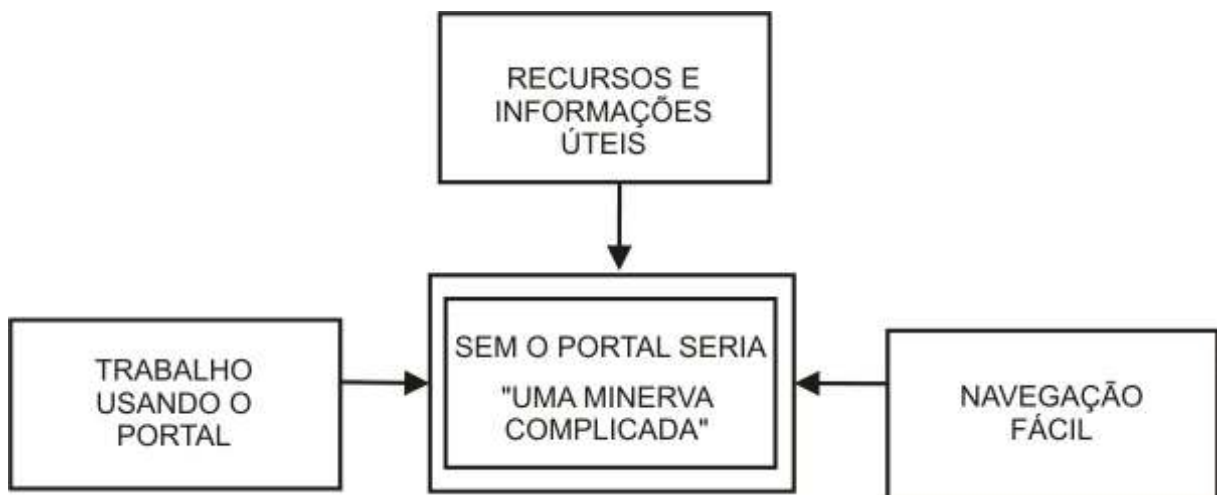 RECURSOS E
INFORMAÇÕES
ÚTEIS
TRABALHO
USANDO O
PORTAL
SEM O PORTAL SERIA
"UMA MINERVA
COMPLICADA"
NAVEGAÇÃO
FÁCIL